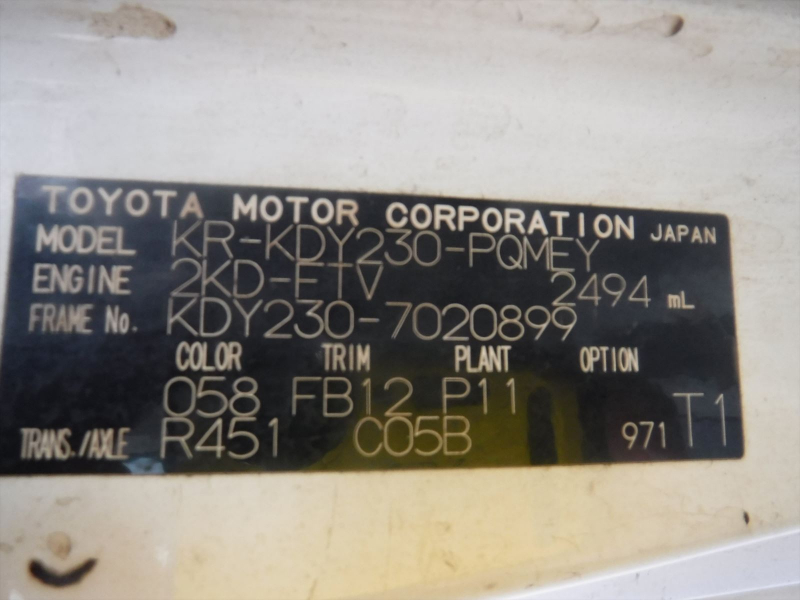 TOYOTA MOTOR CORPORATION JAPAN
MODEL KR-KDY230-PQMEY
ENGINE 2KD-FTV 2494 mL
FRAME No. KDY230-7020899
COLOR TRIM PLANT OPTION
058 FB12 P11
TRANS./AXLE R451 C05B 971 T1